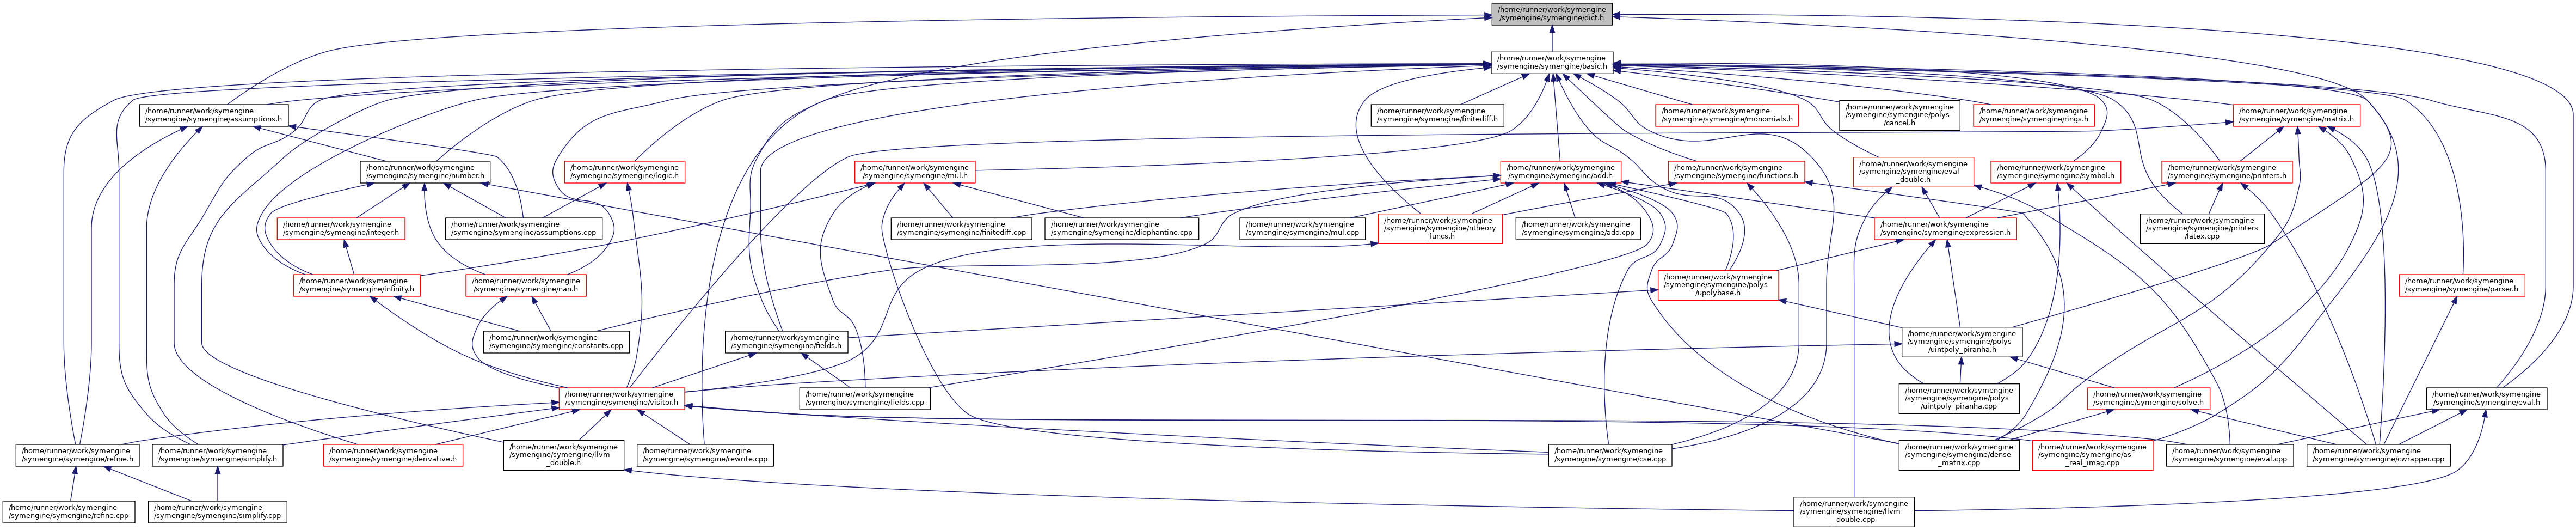 /home/runner/work/symengine
/symengine/symengine/dict.h
/home/runner/work/symengine
/symengine/symengine/basic.h
/home/runner/work/symengine
/symengine/symengine/assumptions.h
/home/runner/work/symengine
/symengine/symengine/finitediff.h
/home/runner/work/symengine
/symengine/symengine/monomials.h
/home/runner/work/symengine
/symengine/symengine/polys
/cancel.h
/home/runner/work/symengine
/symengine/symengine/rings.h
/home/runner/work/symengine
/symengine/symengine/matrix.h
/home/runner/work/symengine
/symengine/symengine/number.h
/home/runner/work/symengine
/symengine/symengine/logic.h
/home/runner/work/symengine
/symengine/symengine/mul.h
/home/runner/work/symengine
/symengine/symengine/add.h
/home/runner/work/symengine
/symengine/symengine/functions.h
/home/runner/work/symengine
/symengine/symengine/eval
_double.h
/home/runner/work/symengine
/symengine/symengine/symbol.h
/home/runner/work/symengine
/symengine/symengine/printers.h
/home/runner/work/symengine
/symengine/symengine/integer.h
/home/runner/work/symengine
/symengine/symengine/assumptions.cpp
/home/runner/work/symengine
/symengine/symengine/finitediff.cpp
/home/runner/work/symengine
/symengine/symengine/diophantine.cpp
/home/runner/work/symengine
/symengine/symengine/mul.cpp
/home/runner/work/symengine
/symengine/symengine/ntheory
_funcs.h
/home/runner/work/symengine
/symengine/symengine/add.cpp
/home/runner/work/symengine
/symengine/symengine/expression.h
/home/runner/work/symengine
/symengine/symengine/printers
/latex.cpp
/home/runner/work/symengine
/symengine/symengine/infinity.h
/home/runner/work/symengine
/symengine/symengine/nan.h
/home/runner/work/symengine
/symengine/symengine/polys
/upolybase.h
/home/runner/work/symengine
/symengine/symengine/parser.h
/home/runner/work/symengine
/symengine/symengine/constants.cpp
/home/runner/work/symengine
/symengine/symengine/fields.h
/home/runner/work/symengine
/symengine/symengine/polys
/uintpoly_piranha.h
/home/runner/work/symengine
/symengine/symengine/visitor.h
/home/runner/work/symengine
/symengine/symengine/fields.cpp
/home/runner/work/symengine
/symengine/symengine/polys
/uintpoly_piranha.cpp
/home/runner/work/symengine
/symengine/symengine/solve.h
/home/runner/work/symengine
/symengine/symengine/eval.h
/home/runner/work/symengine
/symengine/symengine/refine.h
/home/runner/work/symengine
/symengine/symengine/simplify.h
/home/runner/work/symengine
/symengine/symengine/derivative.h
/home/runner/work/symengine
/symengine/symengine/llvm
_double.h
/home/runner/work/symengine
/symengine/symengine/rewrite.cpp
/home/runner/work/symengine
/symengine/symengine/cse.cpp
/home/runner/work/symengine
/symengine/symengine/dense
_matrix.cpp
/home/runner/work/symengine
/symengine/symengine/as
_real_imag.cpp
/home/runner/work/symengine
/symengine/symengine/eval.cpp
/home/runner/work/symengine
/symengine/symengine/cwrapper.cpp
/home/runner/work/symengine
/symengine/symengine/refine.cpp
/home/runner/work/symengine
/symengine/symengine/simplify.cpp
/home/runner/work/symengine
/symengine/symengine/llvm
_double.cpp